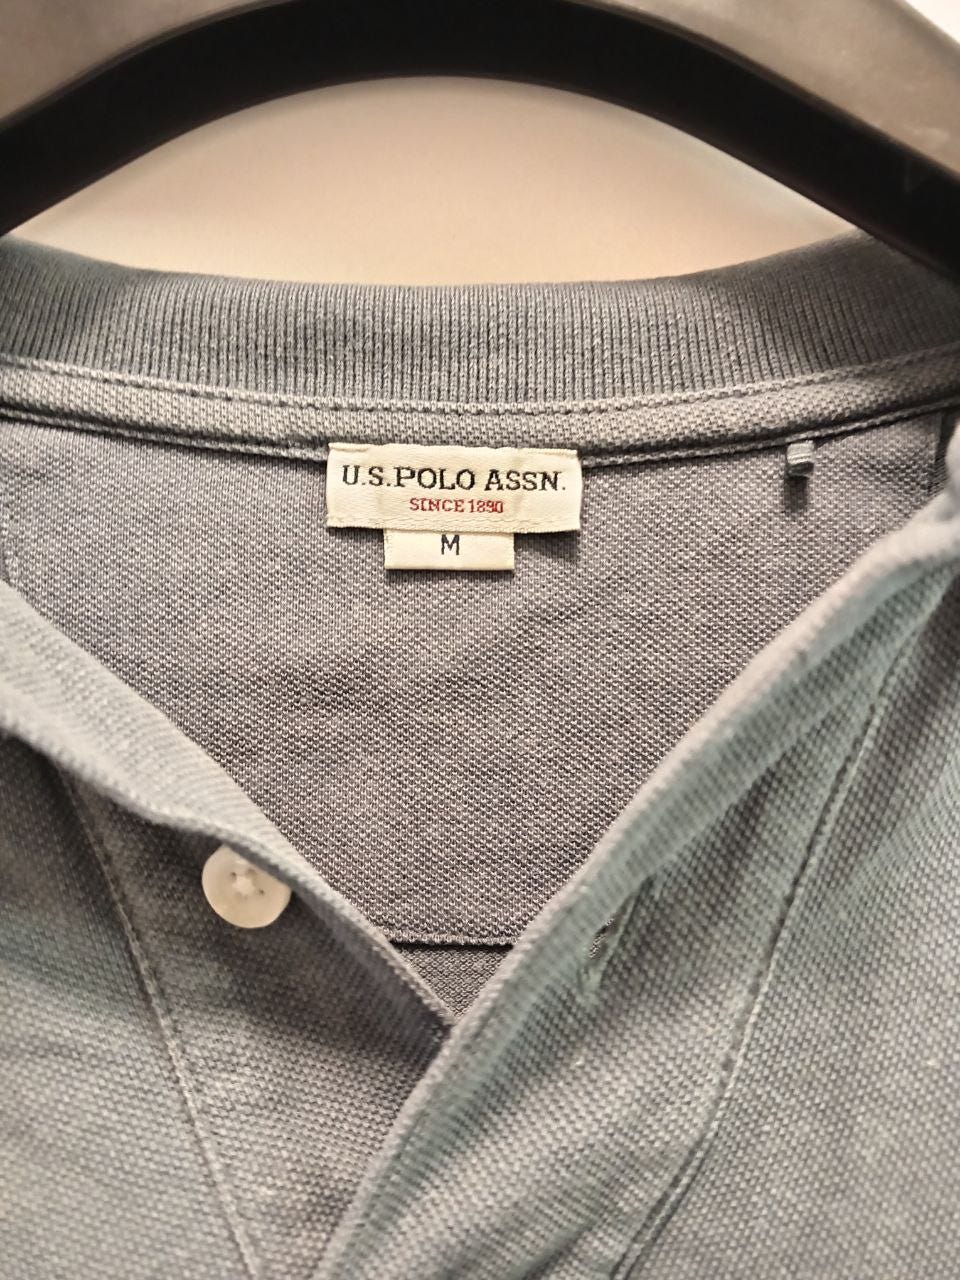 U.S. POLO ASSN.
SINCE 1890
M